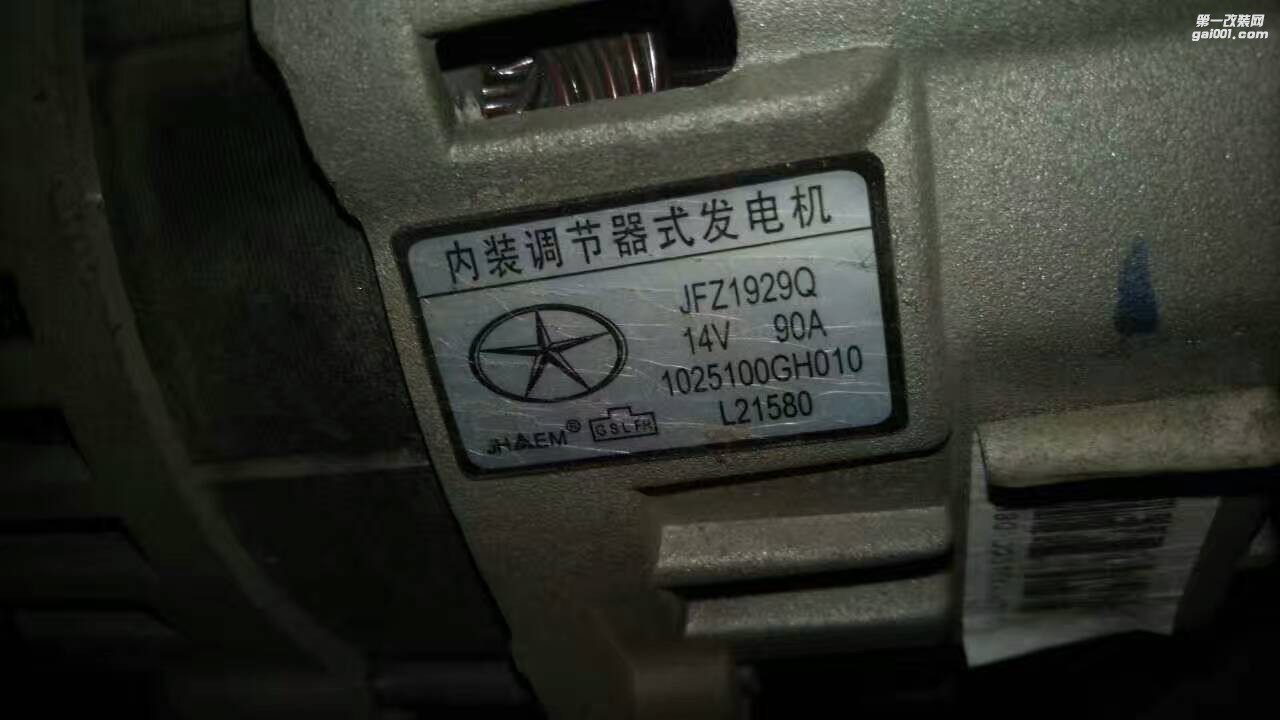 第一改装网
gai001.com
内装调节器式发电机
JFZ1929Q
14V 90A
1025100GH010
L21580
JHAEM®
G S L FR